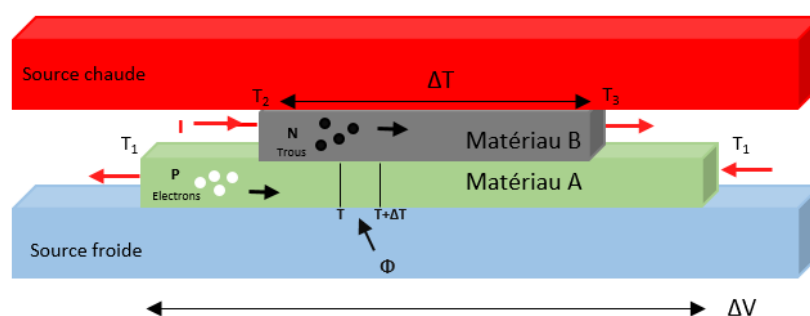 Source chaude
ΔT
T2
T3
I
N
Trous
Matériau B
T1
T1
P
Electrons
Matériau A
T
T+ΔT
Source froide
Φ
ΔV